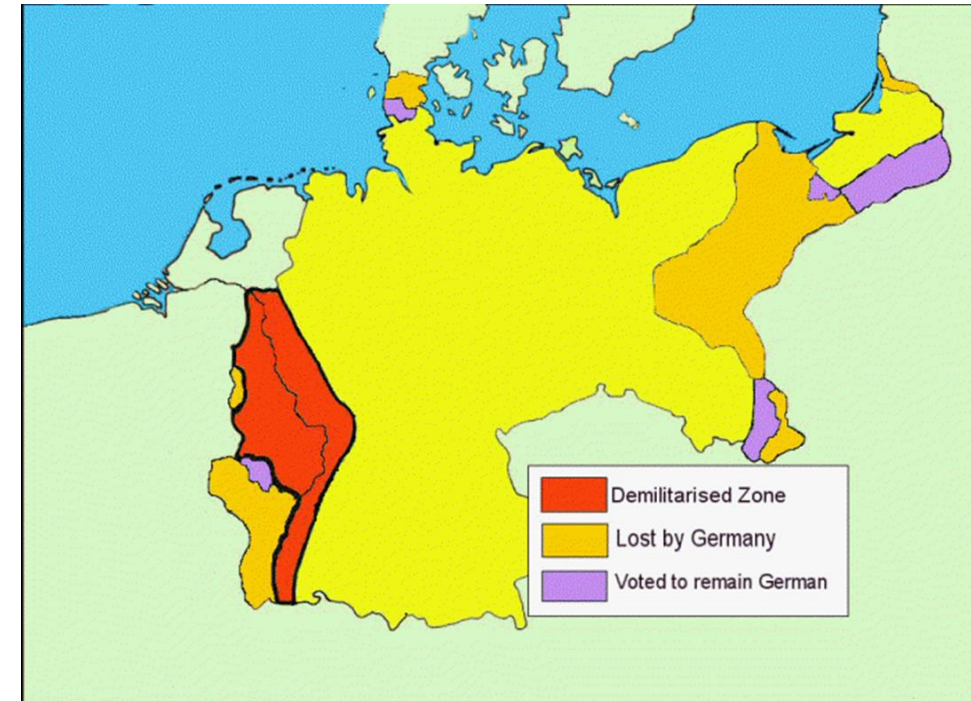 Demilitarised Zone
Lost by Germany
Voted to remain German